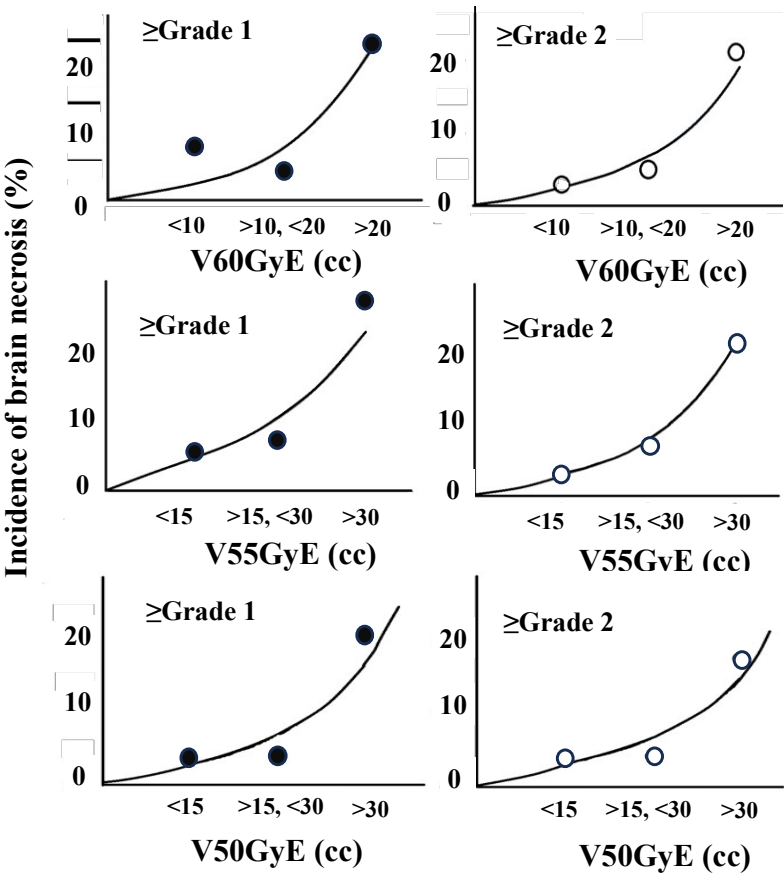 Incidence of brain necrosis (%)
≥Grade 1
20
10
0
<10 >10, <20 >20
V60GyE (cc)
≥Grade 2
20
10
0
<10 >10, <20 >20
V60GyE (cc)
≥Grade 1
20
10
0
<15 >15, <30 >30
V55GyE (cc)
≥Grade 2
20
10
0
<15 >15, <30 >30
V55GyE (cc)
≥Grade 1
20
10
0
<15 >15, <30 >30
V50GyE (cc)
≥Grade 2
20
10
0
<15 >15, <30 >30
V50GyE (cc)